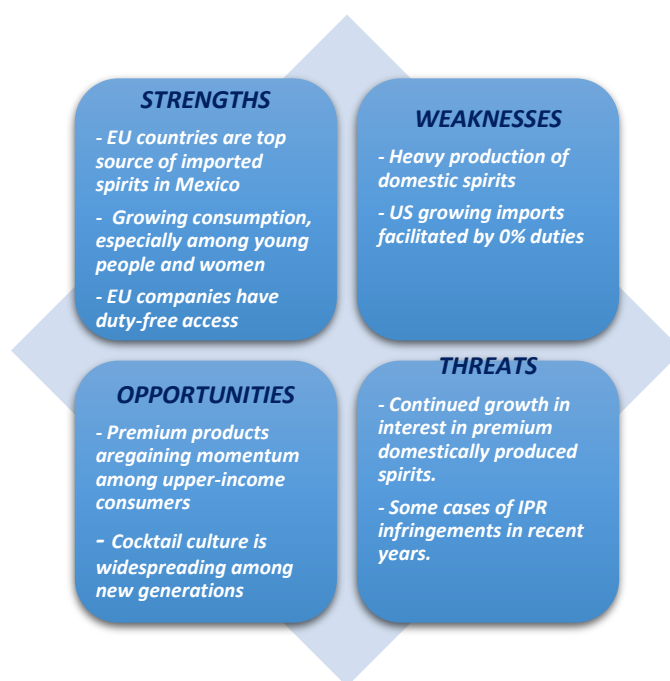 STRENGTHS
- EU countries are top
source of imported
spirits in Mexico
- Growing consumption,
especially among young
people and women
- EU companies have
duty-free access
WEAKNESSES
- Heavy production of
domestic spirits
- US growing imports
facilitated by 0% duties
OPPORTUNITIES
- Premium products
aregaining momentum
among upper-income
consumers
- Cocktail culture is
widespreading among
new generations
THREATS
- Continued growth in
interest in premium
domestically produced
spirits.
- Some cases of IPR
infringements in recent
years.